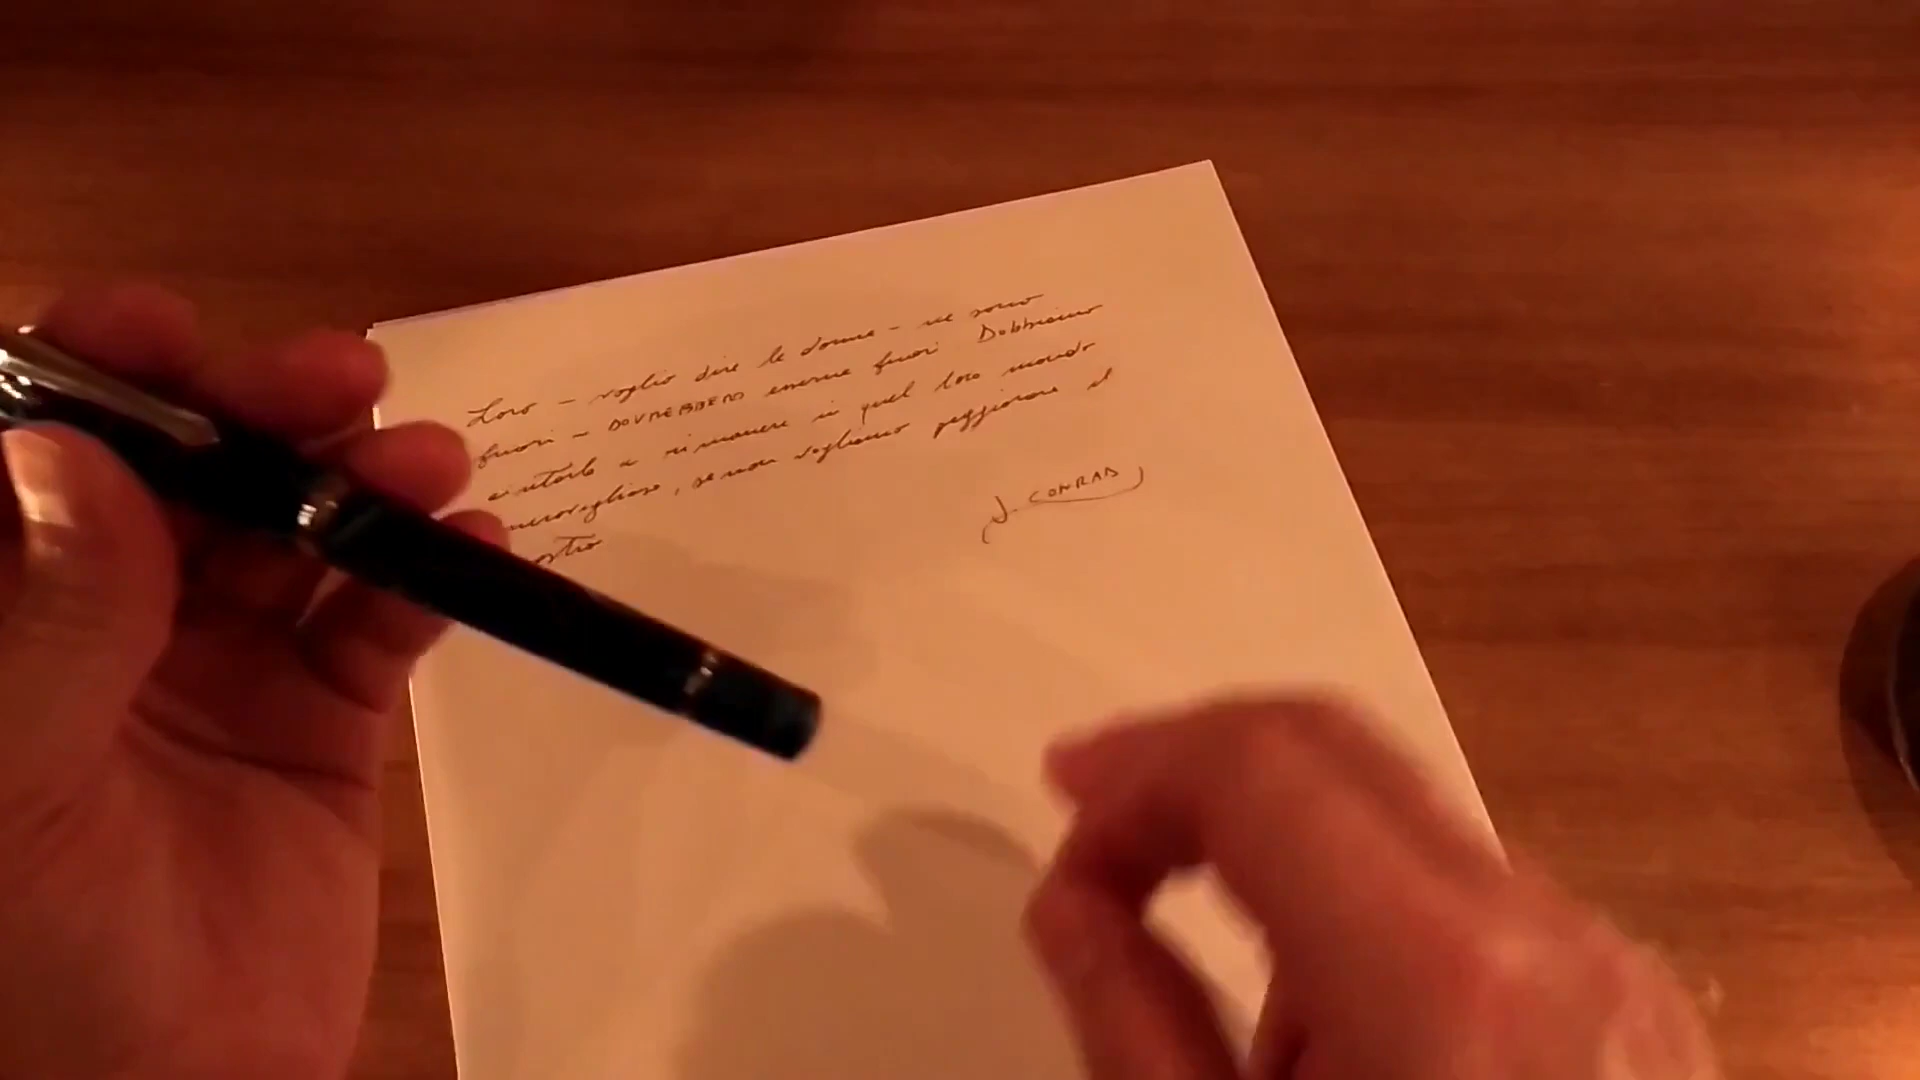 Loro - voglio dire le donne - ne sono
fuori - DOVREBBERO esserne fuori Dobbiamo
aiutarle a rimanere in quel loro mondo
meraviglioso, se non vogliamo peggiorare il
nostro
J. CONRAD